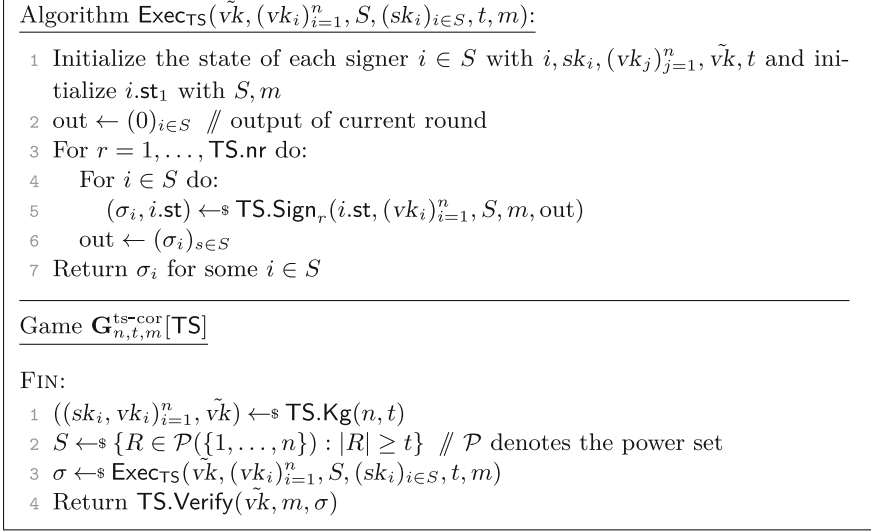 Algorithm Exec_TS(ṽk, (vk_i)_{i=1}^n, S, (sk_i)_{i∈S}, t, m):
1 Initialize the state of each signer i ∈ S with i, sk_i, (vk_j)_{j=1}^n, ṽk, t and ini-
tialize i.st_1 with S, m
2 out ← (0)_{i∈S} // output of current round
3 For r = 1, . . . , TS.nr do:
4 For i ∈ S do:
5 (σ_i, i.st) ←$ TS.Sign_r(i.st, (vk_i)_{i=1}^n, S, m, out)
6 out ← (σ_i)_{s∈S}
7 Return σ_i for some i ∈ S
Game G^{ts-cor}_{n,t,m}[TS]
FIN:
1 ((sk_i, vk_i)_{i=1}^n, ṽk) ←$ TS.Kg(n, t)
2 S ←$ {R ∈ P({1, . . . , n}) : |R| ≥ t} // P denotes the power set
3 σ ←$ Exec_TS(ṽk, (vk_i)_{i=1}^n, S, (sk_i)_{i∈S}, t, m)
4 Return TS.Verify(ṽk, m, σ)